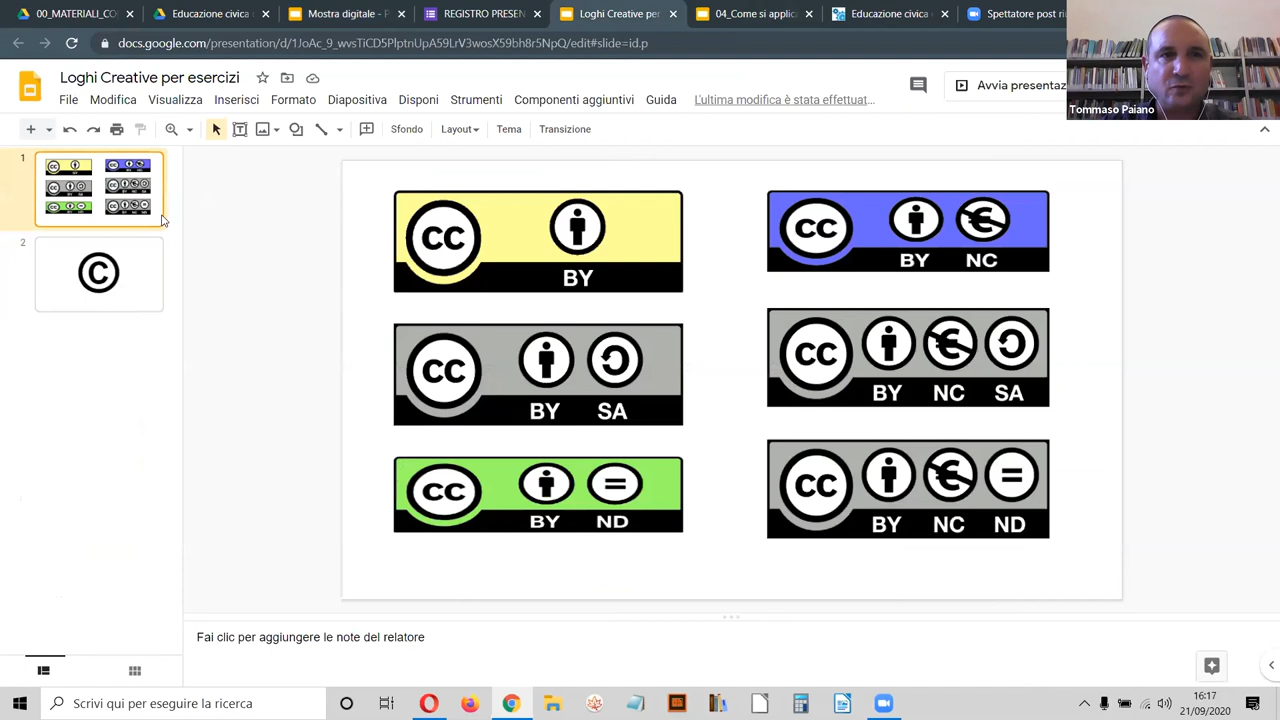 00_MATERIALI_CO
Educazione civica c
Mostra digitale - P
REGISTRO PRESEN
Loghi Creative per
04_Come si applica
Educazione civica -
Spettatore post ri
docs.google.com/presentation/d/1JoAc_9_wvsTiCD5PlptnUpA59LrV3wosX59bh8r5NpQ/edit#slide=id.p
Loghi Creative per esercizi
Avvia presentaz
Tommaso Paiano
File Modifica Visualizza Inserisci Formato Diapositiva Disponi Strumenti Componenti aggiuntivi Guida L'ultima modifica è stata effettuat...
Sfondo Layout Tema Transizione
1
2
©
CC
BY
CC
BY NC
CC
BY SA
CC
BY NC SA
CC
BY ND
CC
BY NC ND
Fai clic per aggiungere le note del relatore
Scrivi qui per eseguire la ricerca
16:17
21/09/2020